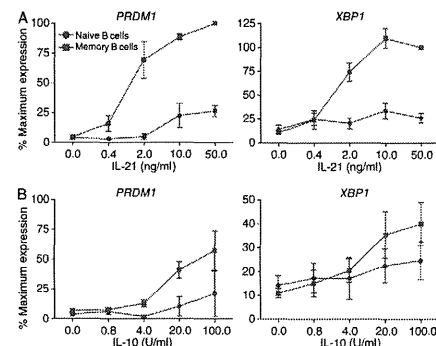 A
PRDM1
XBP1
Naive B cells
Memory B cells
% Maximum expression
100
75
50
25
0
0.0 0.4 2.0 10.0 50.0
IL-21 (ng/ml)
125
100
75
50
25
0
0.0 0.4 2.0 10.0 50.0
IL-21 (ng/ml)
B
PRDM1
XBP1
% Maximum expression
100
75
50
25
0
0.0 0.8 4.0 20.0 100.0
IL-10 (U/ml)
50
40
30
20
10
0
0.0 0.8 4.0 20.0 100.0
IL-10 (U/ml)